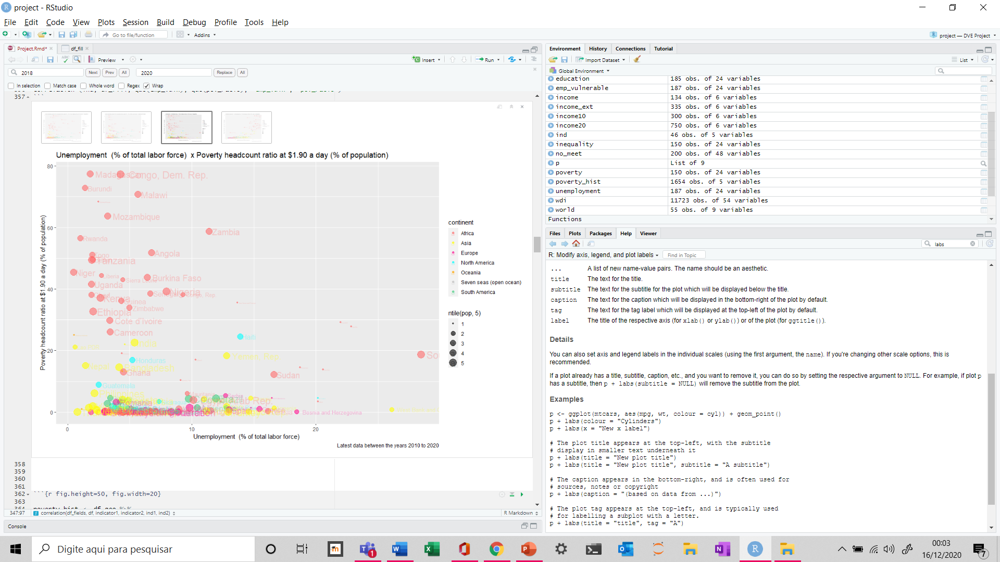 project - RStudio
File Edit Code View Plots Session Build Debug Profile Tools Help
Go to file/function
Addins
project — DVE Project
Project.Rmd*
df_fill
ABC
Preview
Insert
Run
2018
Next
Prev
All
2020
Replace
All
In selection
Match case
Whole word
Regex
Wrap
357
Unemployment (% of total labor force) x Poverty headcount ratio at $1.90 a day (% of population)
Poverty headcount ratio at $1.90 a day (% of population)
80
60
40
20
0
Madagascar
Congo, Dem. Rep.
Burundi
Malawi
Mozambique
Zambia
Rwanda
Togo
Tanzania
Angola
Niger
Liberia
Sierra Leone
Burkina Faso
Uganda
Chad
Kenya
Guinea
Nigeria
Congo, Rep
Zimbabwe
Ethiopia
Cote d'Ivoire
Cameroon
India
Haiti
Honduras
Yemen, Rep.
So
Nepal
Bangladesh
Ghana
Sudan
Guatemala
Philippines
Romania
Nicaragua
Mauritania
Egypt, Arab Rep.
Serbia
Spain
Bosnia and Herzegovina
0
10
20
Unemployment (% of total labor force)
Latest data between the years 2010 to 2020
continent
Africa
Asia
Europe
North America
Oceania
Seven seas (open ocean)
South America
ntile(pop, 5)
1
2
3
4
5
358
359
360
361
362 ```{r fig.height=50, fig.width=20}
363
364 poverty_hist <- df_geo %>%
347:97
correlation(df_fields, df, indicator1, indicator2, ind1, ind2)
R Markdown
Console
Environment History Connections Tutorial
Import Dataset
List
Global Environment
education 185 obs. of 24 variables
emp_vulnerable 187 obs. of 24 variables
income 134 obs. of 6 variables
income_ext 335 obs. of 6 variables
income10 300 obs. of 6 variables
income20 750 obs. of 6 variables
ind 46 obs. of 5 variables
inequality 150 obs. of 24 variables
no_meet 200 obs. of 48 variables
p List of 9
poverty 150 obs. of 24 variables
poverty_hist 1654 obs. of 5 variables
unemployment 187 obs. of 24 variables
wdi 11723 obs. of 54 variables
world 55 obs. of 9 variables
Functions
Files Plots Packages Help Viewer
labs
R: Modify axis, legend, and plot labels
Find in Topic
... A list of new name-value pairs. The name should be an aesthetic.
title The text for the title.
subtitle The text for the subtitle for the plot which will be displayed below the title.
caption The text for the caption which will be displayed in the bottom-right of the plot by default.
tag The text for the tag label which will be displayed at the top-left of the plot by default.
label The title of the respective axis (for xlab() or ylab()) or of the plot (for ggtitle()).
Details
You can also set axis and legend labels in the individual scales (using the first argument, the name). If you're changing other scale options, this is
recommended.
If a plot already has a title, subtitle, caption, etc., and you want to remove it, you can do so by setting the respective argument to NULL. For example, if plot p
has a subtitle, then p + labs(subtitle = NULL) will remove the subtitle from the plot.
Examples
p <- ggplot(mtcars, aes(mpg, wt, colour = cyl)) + geom_point()
p + labs(colour = "Cylinders")
p + labs(x = "New x label")
# The plot title appears at the top-left, with the subtitle
# display in smaller text underneath it
p + labs(title = "New plot title")
p + labs(title = "New plot title", subtitle = "A subtitle")
# The caption appears in the bottom-right, and is often used for
# sources, notes or copyright
p + labs(caption = "(based on data from ...)")
# The plot tag appears at the top-left, and is typically used
# for labelling a subplot with a letter.
p + labs(title = "title", tag = "A")
Digite aqui para pesquisar
00:03
16/12/2020
7